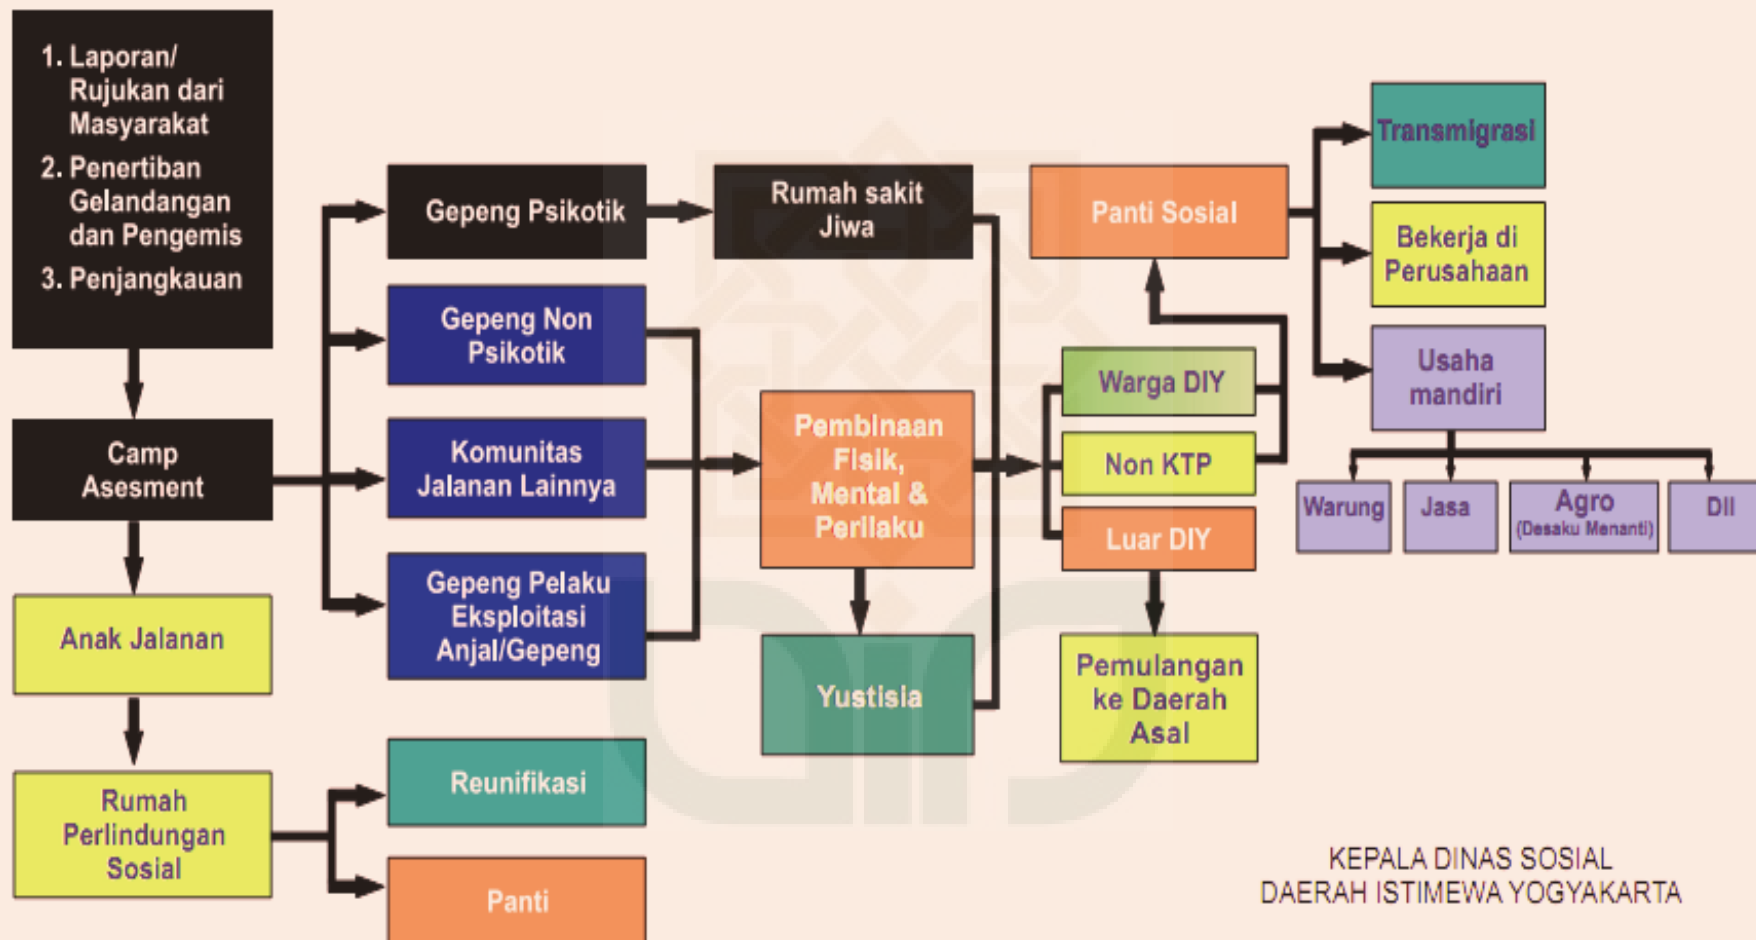 1. Laporan/
Rujukan dari
Masyarakat
2. Penertiban
Gelandangan
dan Pengemis
3. Penjangkauan
Camp
Asesment
Anak Jalanan
Rumah
Perlindungan
Sosial
Gepeng Psikotik
Gepeng Non
Psikotik
Komunitas
Jalanan Lainnya
Gepeng Pelaku
Eksploitasi
Anjal/Gepeng
Reunifikasi
Panti
Rumah sakit
Jiwa
Pembinaan
Fisik,
Mental &
Perilaku
Yustisia
Panti Sosial
Warga DIY
Non KTP
Luar DIY
Pemulangan
ke Daerah
Asal
Transmigrasi
Bekerja di
Perusahaan
Usaha
mandiri
Warung
Jasa
Agro
(Desaku Menanti)
Dll
KEPALA DINAS SOSIAL
DAERAH ISTIMEWA YOGYAKARTA